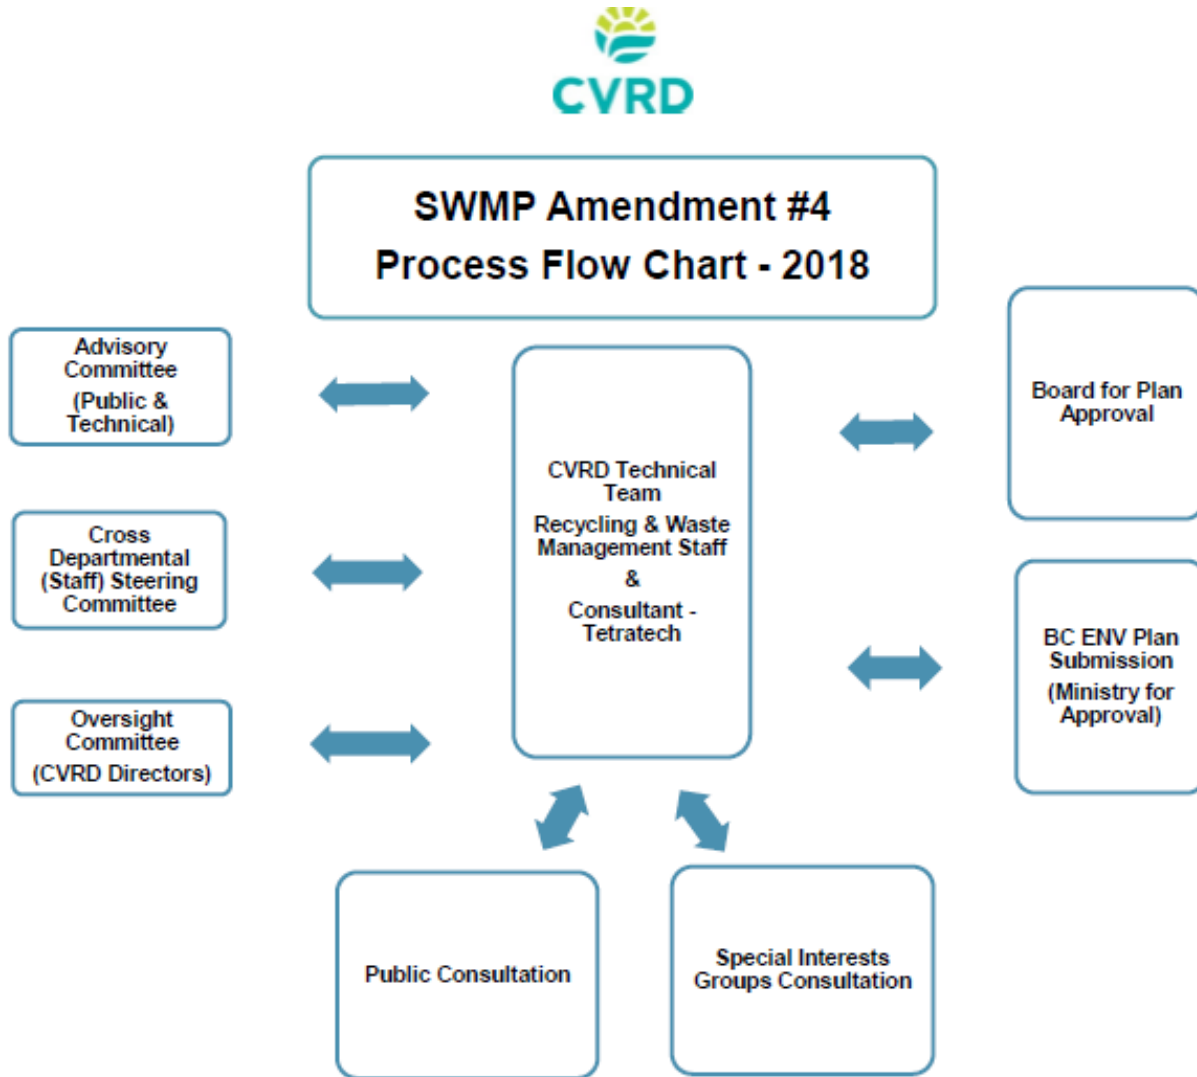 CVRD
SWMP Amendment #4
Process Flow Chart - 2018
Advisory
Committee
(Public &
Technical)
Cross
Departmental
(Staff) Steering
Committee
Oversight
Committee
(CVRD Directors)
CVRD Technical
Team
Recycling & Waste
Management Staff
&
Consultant -
Tetratech
Board for Plan
Approval
BC ENV Plan
Submission
(Ministry for
Approval)
Public Consultation
Special Interests
Groups Consultation